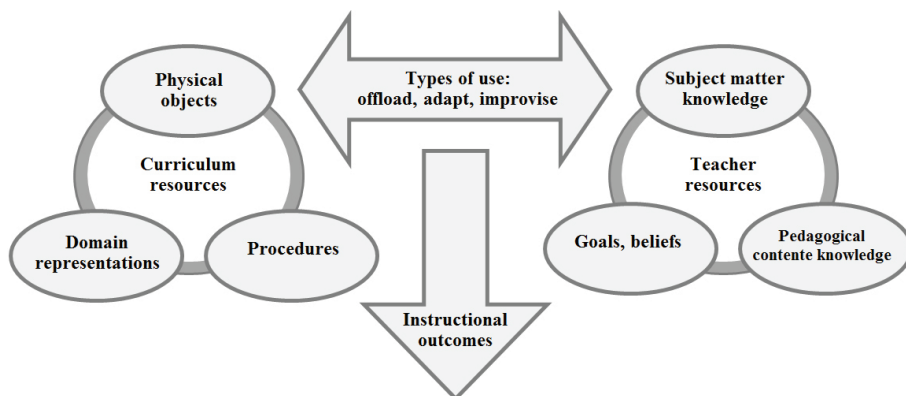 Physical
objects
Types of use:
offload, adapt, improvise
Subject matter
knowledge
Curriculum
resources
Teacher
resources
Domain
representations
Procedures
Goals, beliefs
Pedagogical
contente knowledge
Instructional
outcomes